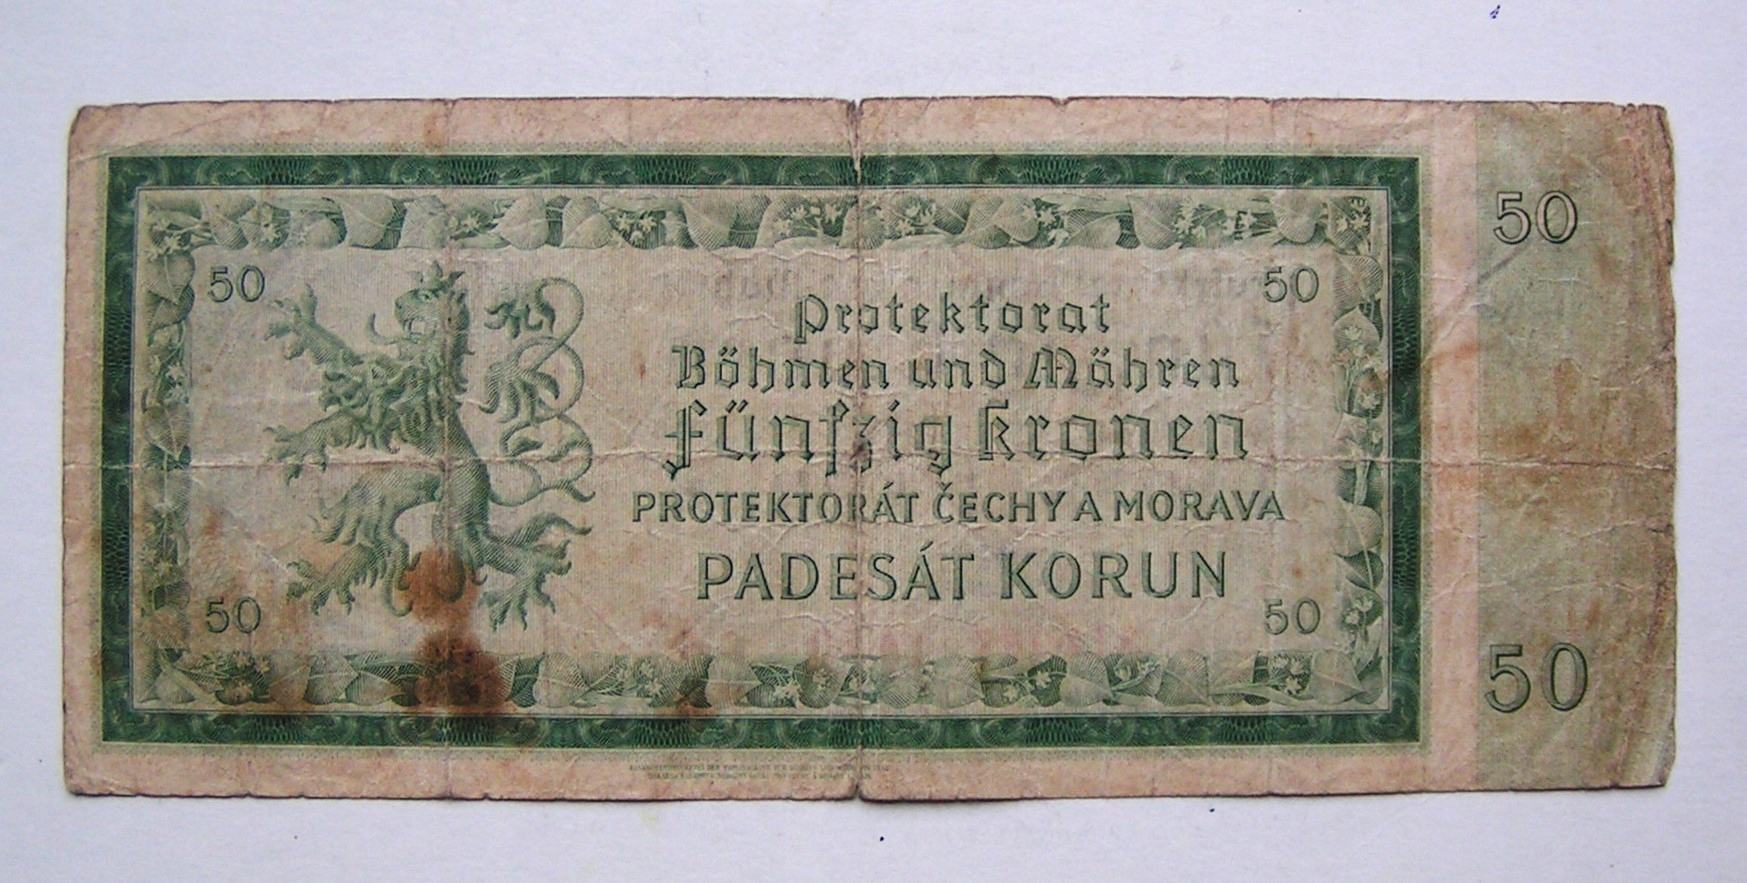 50
50
50
Protektorat
Böhmen und Mähren
Fünfzig Kronen
PROTEKTORÁT ČECHY A MORAVA
PADESÁT KORUN
50
50
50